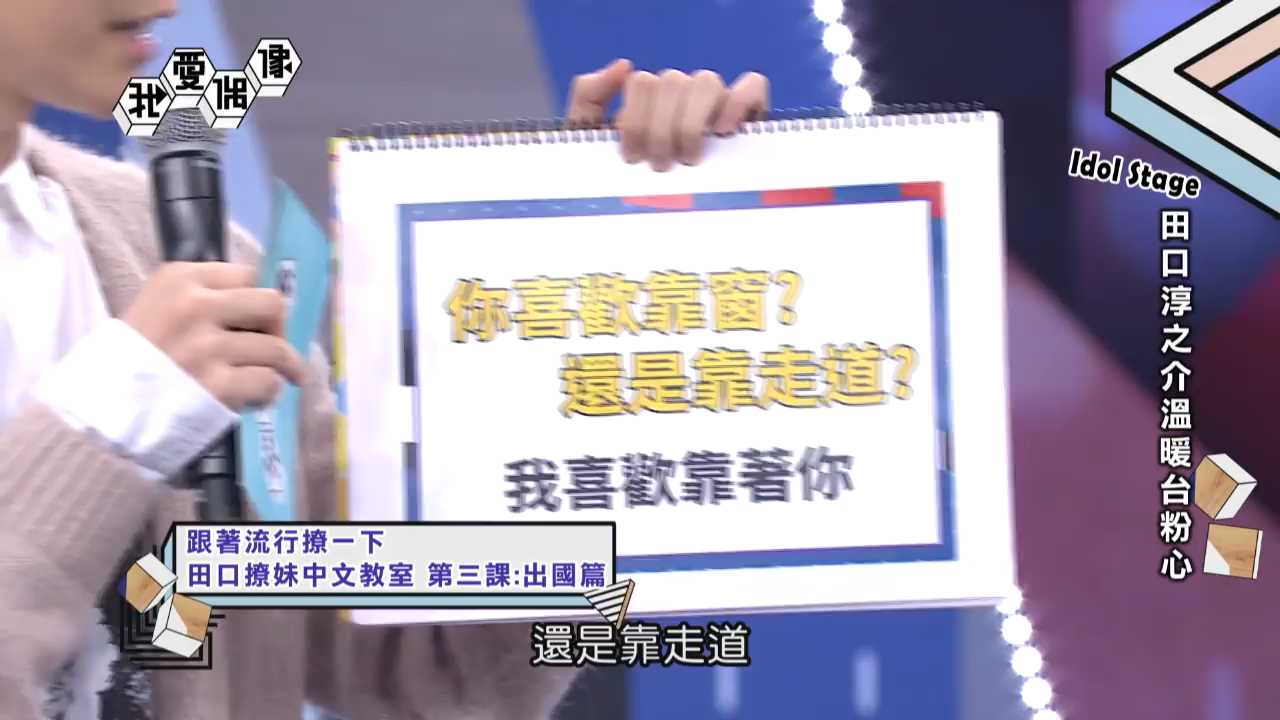 我愛偶像
Idol Stage
田口淳之介溫暖台粉心
你喜歡靠窗?
還是靠走道?
我喜歡靠著你
跟著流行撩一下
田口撩妹中文教室 第三課:出國篇
還是靠走道